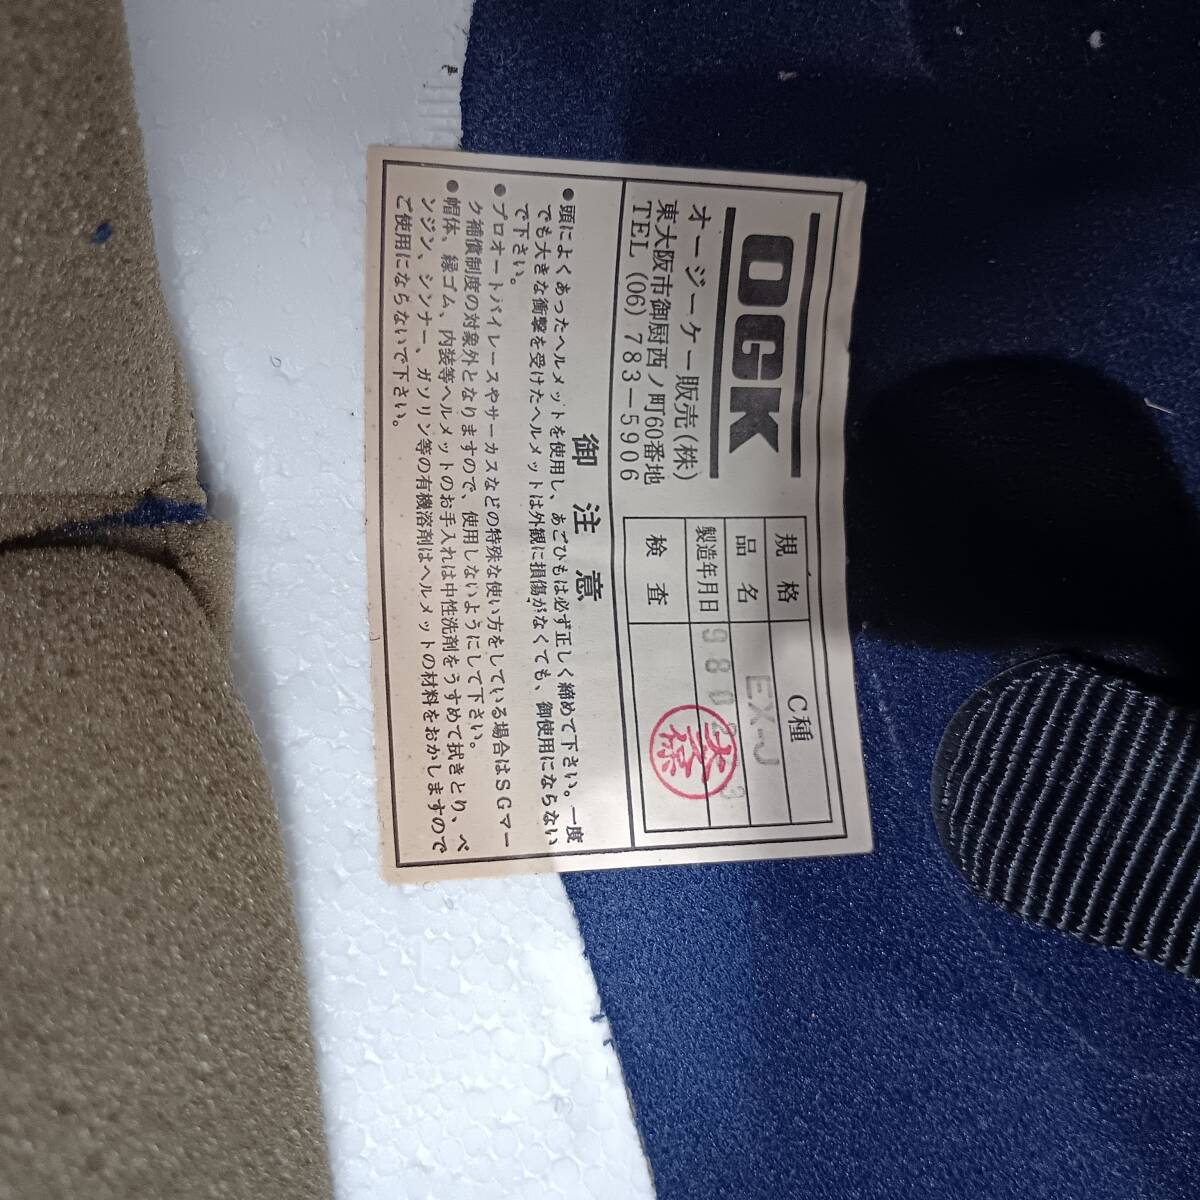 OGK
オージーケー販売(株)
東大阪市御厨西ノ町60番地
TEL (06) 783-5906
規格 C種
品名 EX-J
製造年月日 980223
検査
御注意
●頭によくあったヘルメットを使用し、あごひもは必ず正しく締めて下さい。一度
でも大きな衝撃を受けたヘルメットは外観に損傷がなくても、御使用にならない
で下さい。
●プロオートバイレースやサーカスなどの特殊な使い方をしている場合はSGマー
ク補償制度の対象外となりますので、使用しないようにして下さい。
●帽体、縁ゴム、内装等ヘルメットのお手入れは中性洗剤をうすめて拭きとり、ベ
ンジン、シンナー、ガソリン等の有機溶剤はヘルメットの材料をおかしますので
ご使用にならないで下さい。